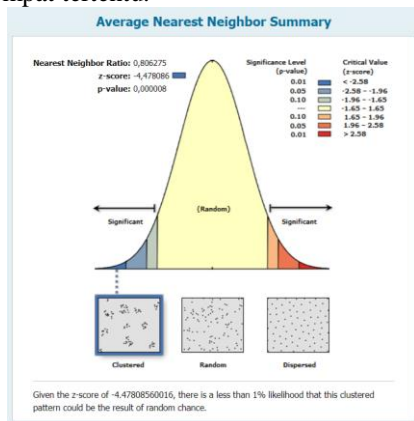 Average Nearest Neighbor Summary
Nearest Neighbor Ratio: 0,806275
z-score: -4,478086
p-value: 0,000008
Significance Level
(p-value)
Critical Value
(z-score)
0.01 < -2.58
0.05 -2.58 - -1.96
0.10 -1.96 - -1.65
— -1.65 - 1.65
0.10 1.65 - 1.96
0.05 1.96 - 2.58
0.01 > 2.58
Significant
(Random)
Significant
Clustered
Random
Dispersed
Given the z-score of -4.47808560016, there is a less than 1% likelihood that this clustered
pattern could be the result of random chance.